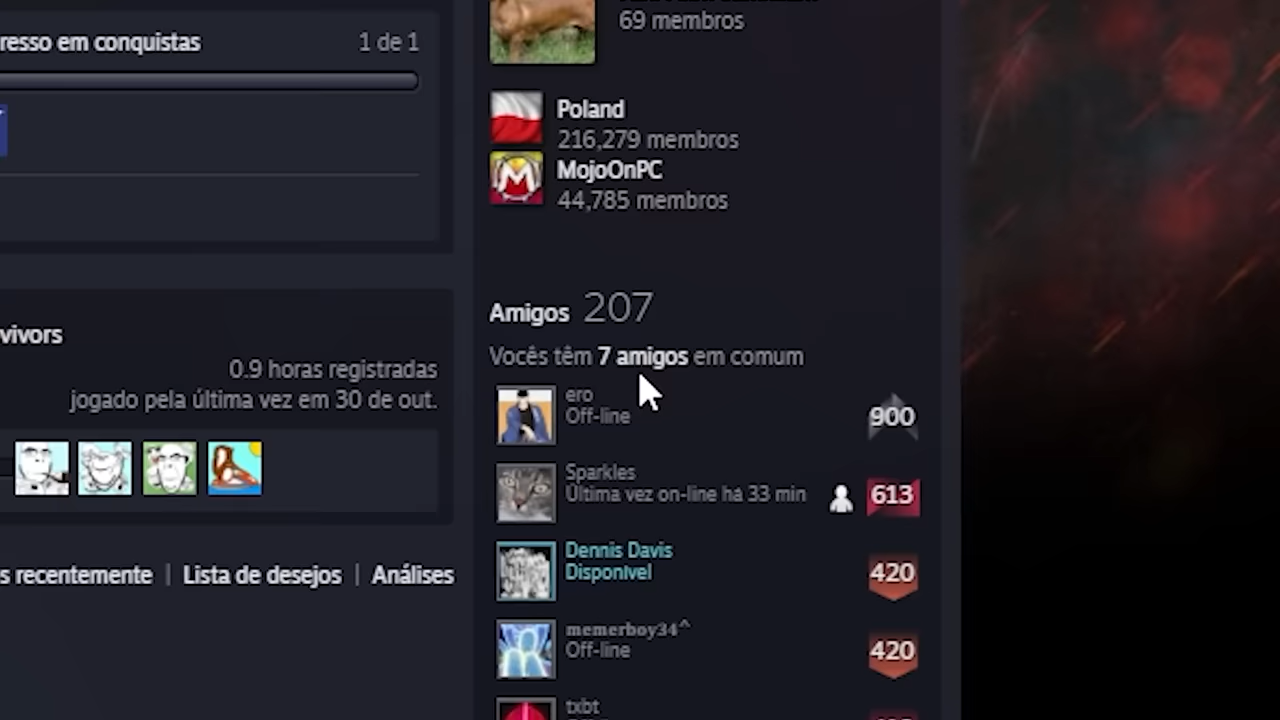 resso em conquistas
1 de 1
vivors
0.9 horas registradas
jogado pela última vez em 30 de out.
s recentemente | Lista de desejos | Análises
69 membros
Poland
216,279 membros
MojoOnPC
44,785 membros
Amigos 207
Vocês têm 7 amigos em comum
ero
Off-line
900
Sparkles
Última vez on-line há 33 min
613
Dennis Davis
Disponível
420
memerboy34^
Off-line
420
txbt